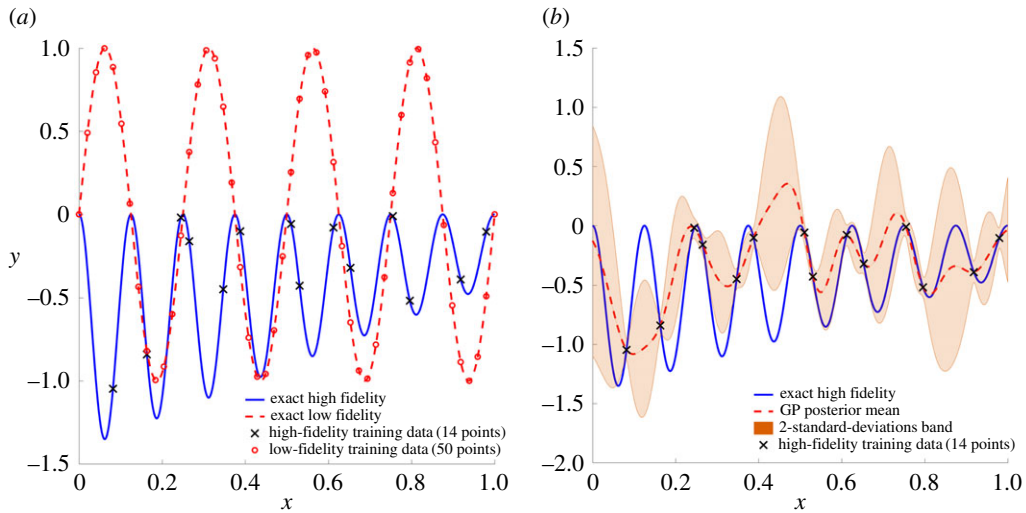 (a)
1.0
0.5
0
y
−0.5
−1.0
−1.5
exact high fidelity
exact low fidelity
high-fidelity training data (14 points)
low-fidelity training data (50 points)
0 0.2 0.4 0.6 0.8 1.0
x
(b)
1.5
1.0
0.5
0
−0.5
−1.0
−1.5
−2.0
exact high fidelity
GP posterior mean
2-standard-deviations band
high-fidelity training data (14 points)
0 0.2 0.4 0.6 0.8 1.0
x